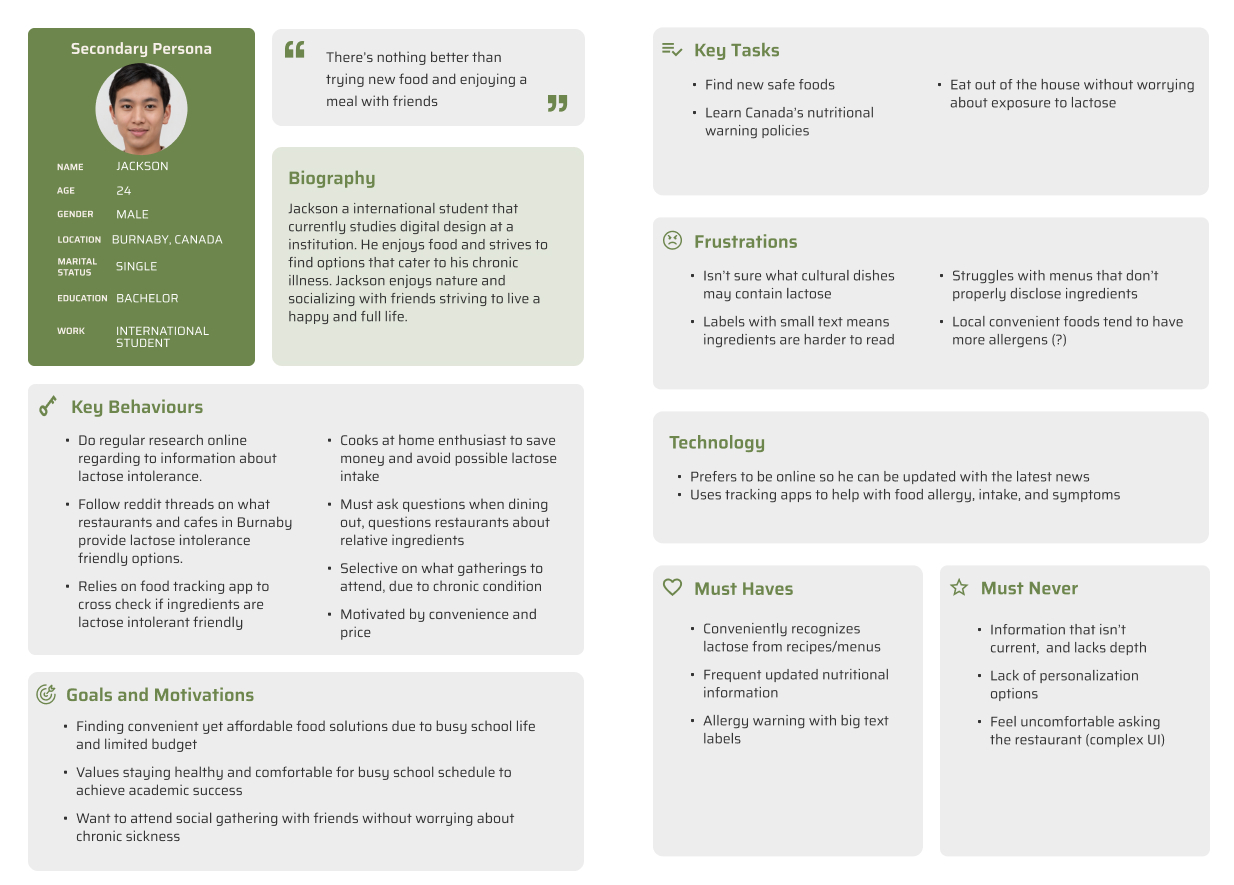 Secondary Persona
NAME JACKSON
AGE 24
GENDER MALE
LOCATION BURNABY, CANADA
MARITAL
STATUS SINGLE
EDUCATION BACHELOR
WORK INTERNATIONAL
STUDENT
“
There's nothing better than
trying new food and enjoying a
meal with friends
”
Biography
Jackson a international student that
currently studies digital design at a
institution. He enjoys food and strives to
find options that cater to his chronic
illness. Jackson enjoys nature and
socializing with friends striving to live a
happy and full life.
Key Behaviours
• Do regular research online
regarding to information about
lactose intolerance.
• Follow reddit threads on what
restaurants and cafes in Burnaby
provide lactose intolerance
friendly options.
• Relies on food tracking app to
cross check if ingredients are
lactose intolerant friendly
• Cooks at home enthusiast to save
money and avoid possible lactose
intake
• Must ask questions when dining
out, questions restaurants about
relative ingredients
• Selective on what gatherings to
attend, due to chronic condition
• Motivated by convenience and
price
Goals and Motivations
• Finding convenient yet affordable food solutions due to busy school life
and limited budget
• Values staying healthy and comfortable for busy school schedule to
achieve academic success
• Want to attend social gathering with friends without worrying about
chronic sickness
Key Tasks
• Find new safe foods
• Learn Canada's nutritional
warning policies
• Eat out of the house without worrying
about exposure to lactose
Frustrations
• Isn't sure what cultural dishes
may contain lactose
• Labels with small text means
ingredients are harder to read
• Struggles with menus that don't
properly disclose ingredients
• Local convenient foods tend to have
more allergens (?)
Technology
• Prefers to be online so he can be updated with the latest news
• Uses tracking apps to help with food allergy, intake, and symptoms
Must Haves
• Conveniently recognizes
lactose from recipes/menus
• Frequent updated nutritional
information
• Allergy warning with big text
labels
Must Never
• Information that isn't
current,  and lacks depth
• Lack of personalization
options
• Feel uncomfortable asking
the restaurant (complex UI)